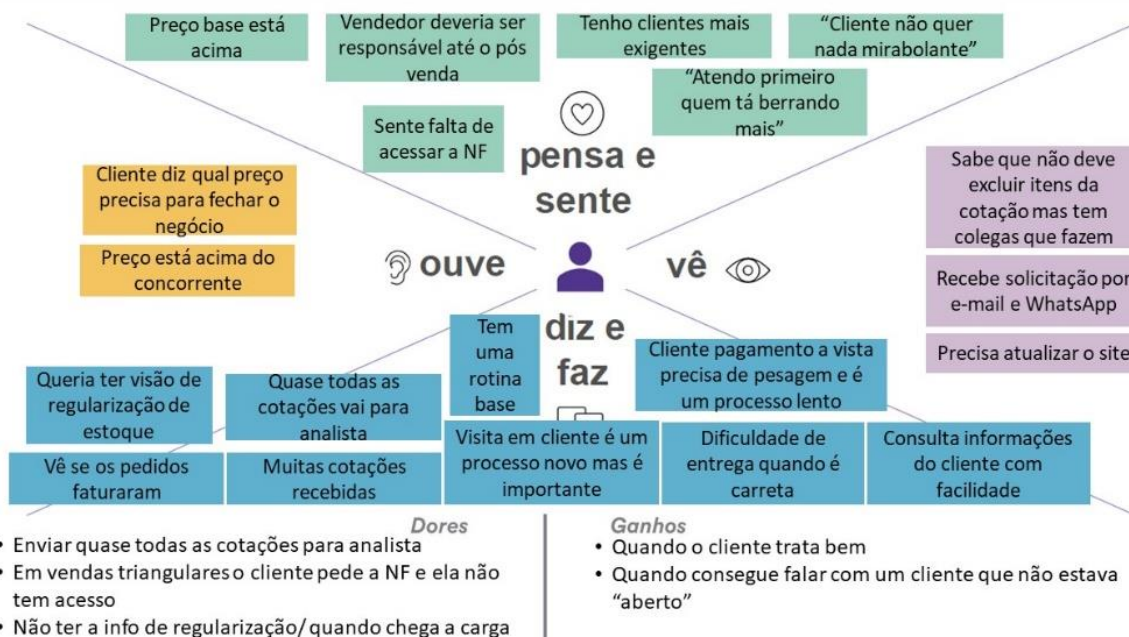 Preço base está
acima
Vendedor deveria ser
responsável até o pós
venda
Tenho clientes mais
exigentes
“Cliente não quer
nada mirabolante”
“Atendo primeiro
quem tá berrando
mais”
Sente falta de
acessar a NF
pensa e
sente
Cliente diz qual preço
precisa para fechar o
negócio
Preço está acima do
concorrente
ouve
vê
Sabe que não deve
excluir itens da
cotação mas tem
colegas que fazem
Recebe solicitação por
e-mail e WhatsApp
Precisa atualizar o site
diz e
faz
Tem
uma
rotina
base
Cliente pagamento a vista
precisa de pesagem e é
um processo lento
Queria ter visão de
regularização de
estoque
Quase todas as
cotações vai para
analista
Vê se os pedidos
faturaram
Muitas cotações
recebidas
Visita em cliente é um
processo novo mas é
importante
Dificuldade de
entrega quando é
carreta
Consulta informações
do cliente com
facilidade
Dores
• Enviar quase todas as cotações para analista
• Em vendas triangulares o cliente pede a NF e ela não
tem acesso
• Não ter a info de regularização/ quando chega a carga
Ganhos
• Quando o cliente trata bem
• Quando consegue falar com um cliente que não estava
“aberto”